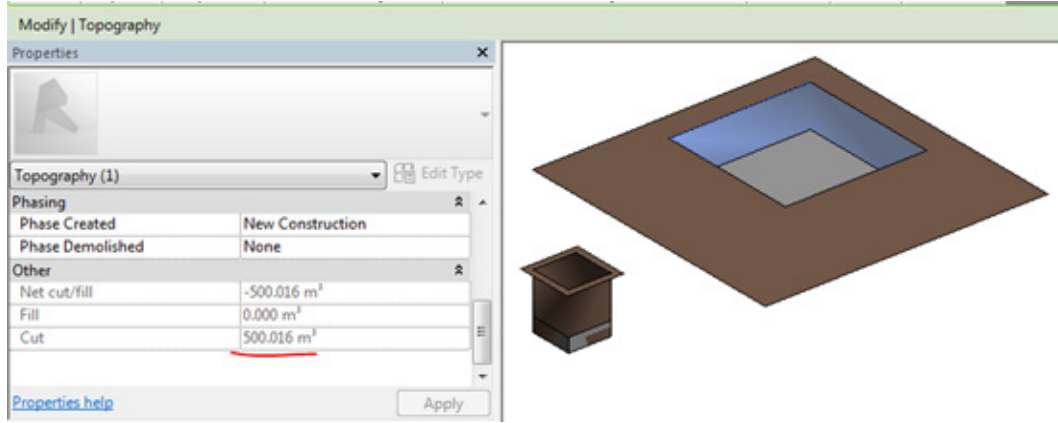 Modify | Topography
Properties
Topography (1)
Edit Type
Phasing
Phase Created New Construction
Phase Demolished None
Other
Net cut/fill -500.016 m³
Fill 0.000 m³
Cut 500.016 m³
Properties help
Apply